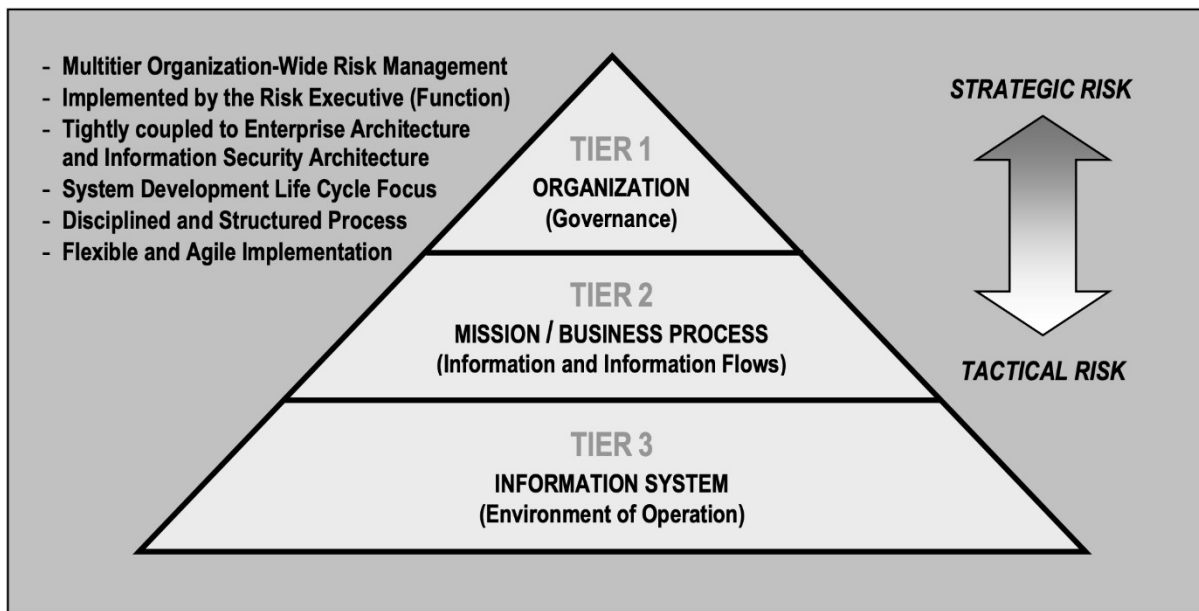 - Multitier Organization-Wide Risk Management
- Implemented by the Risk Executive (Function)
- Tightly coupled to Enterprise Architecture
and Information Security Architecture
- System Development Life Cycle Focus
- Disciplined and Structured Process
- Flexible and Agile Implementation
TIER 1
ORGANIZATION
(Governance)
TIER 2
MISSION / BUSINESS PROCESS
(Information and Information Flows)
TIER 3
INFORMATION SYSTEM
(Environment of Operation)
STRATEGIC RISK
TACTICAL RISK